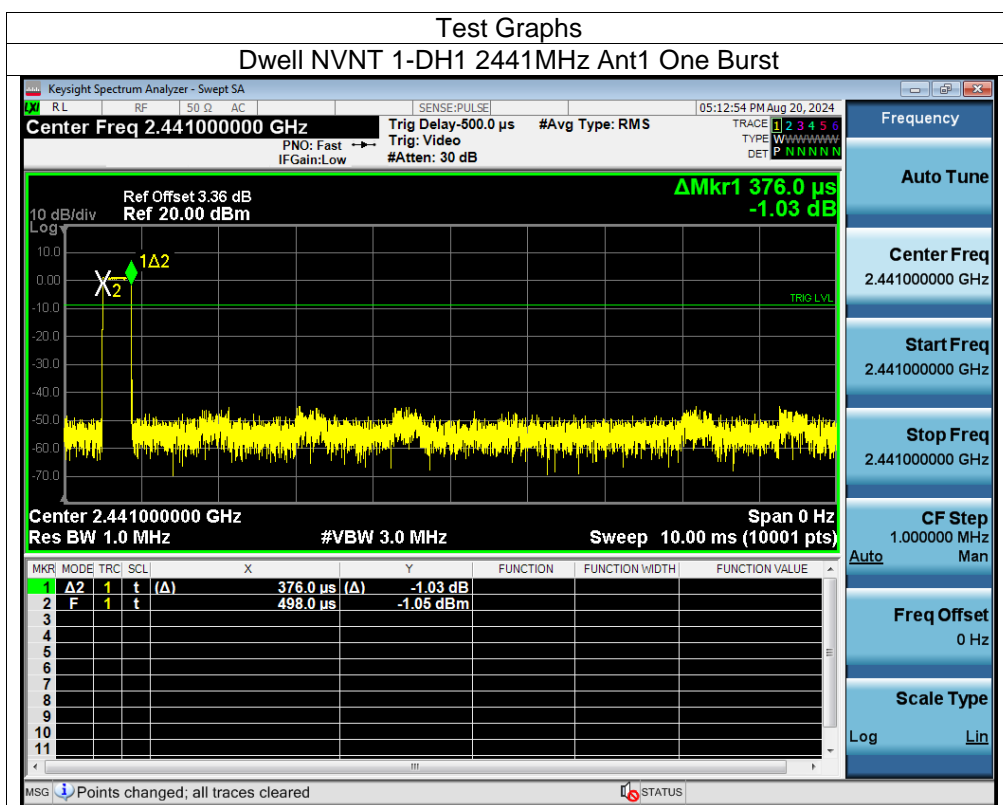 Test Graphs
Dwell NVNT 1-DH1 2441MHz Ant1 One Burst
Keysight Spectrum Analyzer - Swept SA
LXI RL RF 50 Ω AC SENSE:PULSE 05:12:54 PM Aug 20, 2024
Center Freq 2.441000000 GHz
PNO: Fast
IFGain:Low
Trig Delay-500.0 µs
Trig: Video
#Atten: 30 dB
#Avg Type: RMS
TRACE 1 2 3 4 5 6
TYPE WWWWWW
DET P N N N N N
Frequency
ΔMkr1 376.0 µs
-1.03 dB
Ref Offset 3.36 dB
10 dB/div Ref 20.00 dBm
Log
10.0
0.00
-10.0
-20.0
-30.0
-40.0
-50.0
-60.0
-70.0
1Δ2
2
TRIG LVL
Center 2.441000000 GHz Span 0 Hz
Res BW 1.0 MHz #VBW 3.0 MHz Sweep 10.00 ms (10001 pts)
MKR MODE TRC SCL X Y FUNCTION FUNCTION WIDTH FUNCTION VALUE
1 Δ2 1 t (Δ) 376.0 µs (Δ) -1.03 dB
2 F 1 t 498.0 µs -1.05 dBm
3
4
5
6
7
8
9
10
11
Auto Tune
Center Freq
2.441000000 GHz
Start Freq
2.441000000 GHz
Stop Freq
2.441000000 GHz
CF Step
1.000000 MHz
Auto Man
Freq Offset
0 Hz
Scale Type
Log Lin
MSG Points changed; all traces cleared STATUS